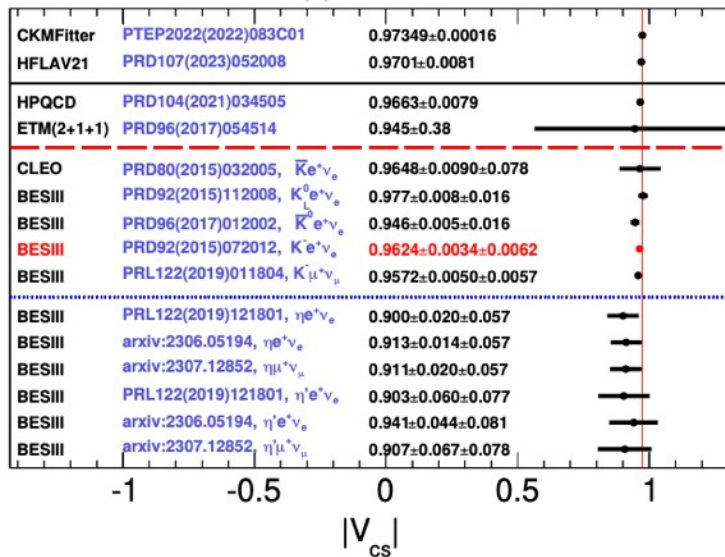 CKMFitter PTEP2022(2022)083C01 0.97349±0.00016
HFLAV21 PRD107(2023)052008 0.9701±0.0081
HPQCD PRD104(2021)034505 0.9663±0.0079
ETM(2+1+1) PRD96(2017)054514 0.945±0.38
CLEO PRD80(2015)032005, K̅e⁺νₑ 0.9648±0.0090±0.078
BESIII PRD92(2015)112008, K⁰_L e⁺νₑ 0.977±0.008±0.016
BESIII PRD96(2017)012002, K̅⁰e⁺νₑ 0.946±0.005±0.016
BESIII PRD92(2015)072012, K⁻e⁺νₑ 0.9624±0.0034±0.0062
BESIII PRL122(2019)011804, K⁻μ⁺ν_μ 0.9572±0.0050±0.0057
BESIII PRL122(2019)121801, ηe⁺νₑ 0.900±0.020±0.057
BESIII arxiv:2306.05194, ηe⁺νₑ 0.913±0.014±0.057
BESIII arxiv:2307.12852, ημ⁺ν_μ 0.911±0.020±0.057
BESIII PRL122(2019)121801, η'e⁺νₑ 0.903±0.060±0.077
BESIII arxiv:2306.05194, η'e⁺νₑ 0.941±0.044±0.081
BESIII arxiv:2307.12852, η'μ⁺ν_μ 0.907±0.067±0.078
-1 -0.5 0 0.5 1
|V_cs|